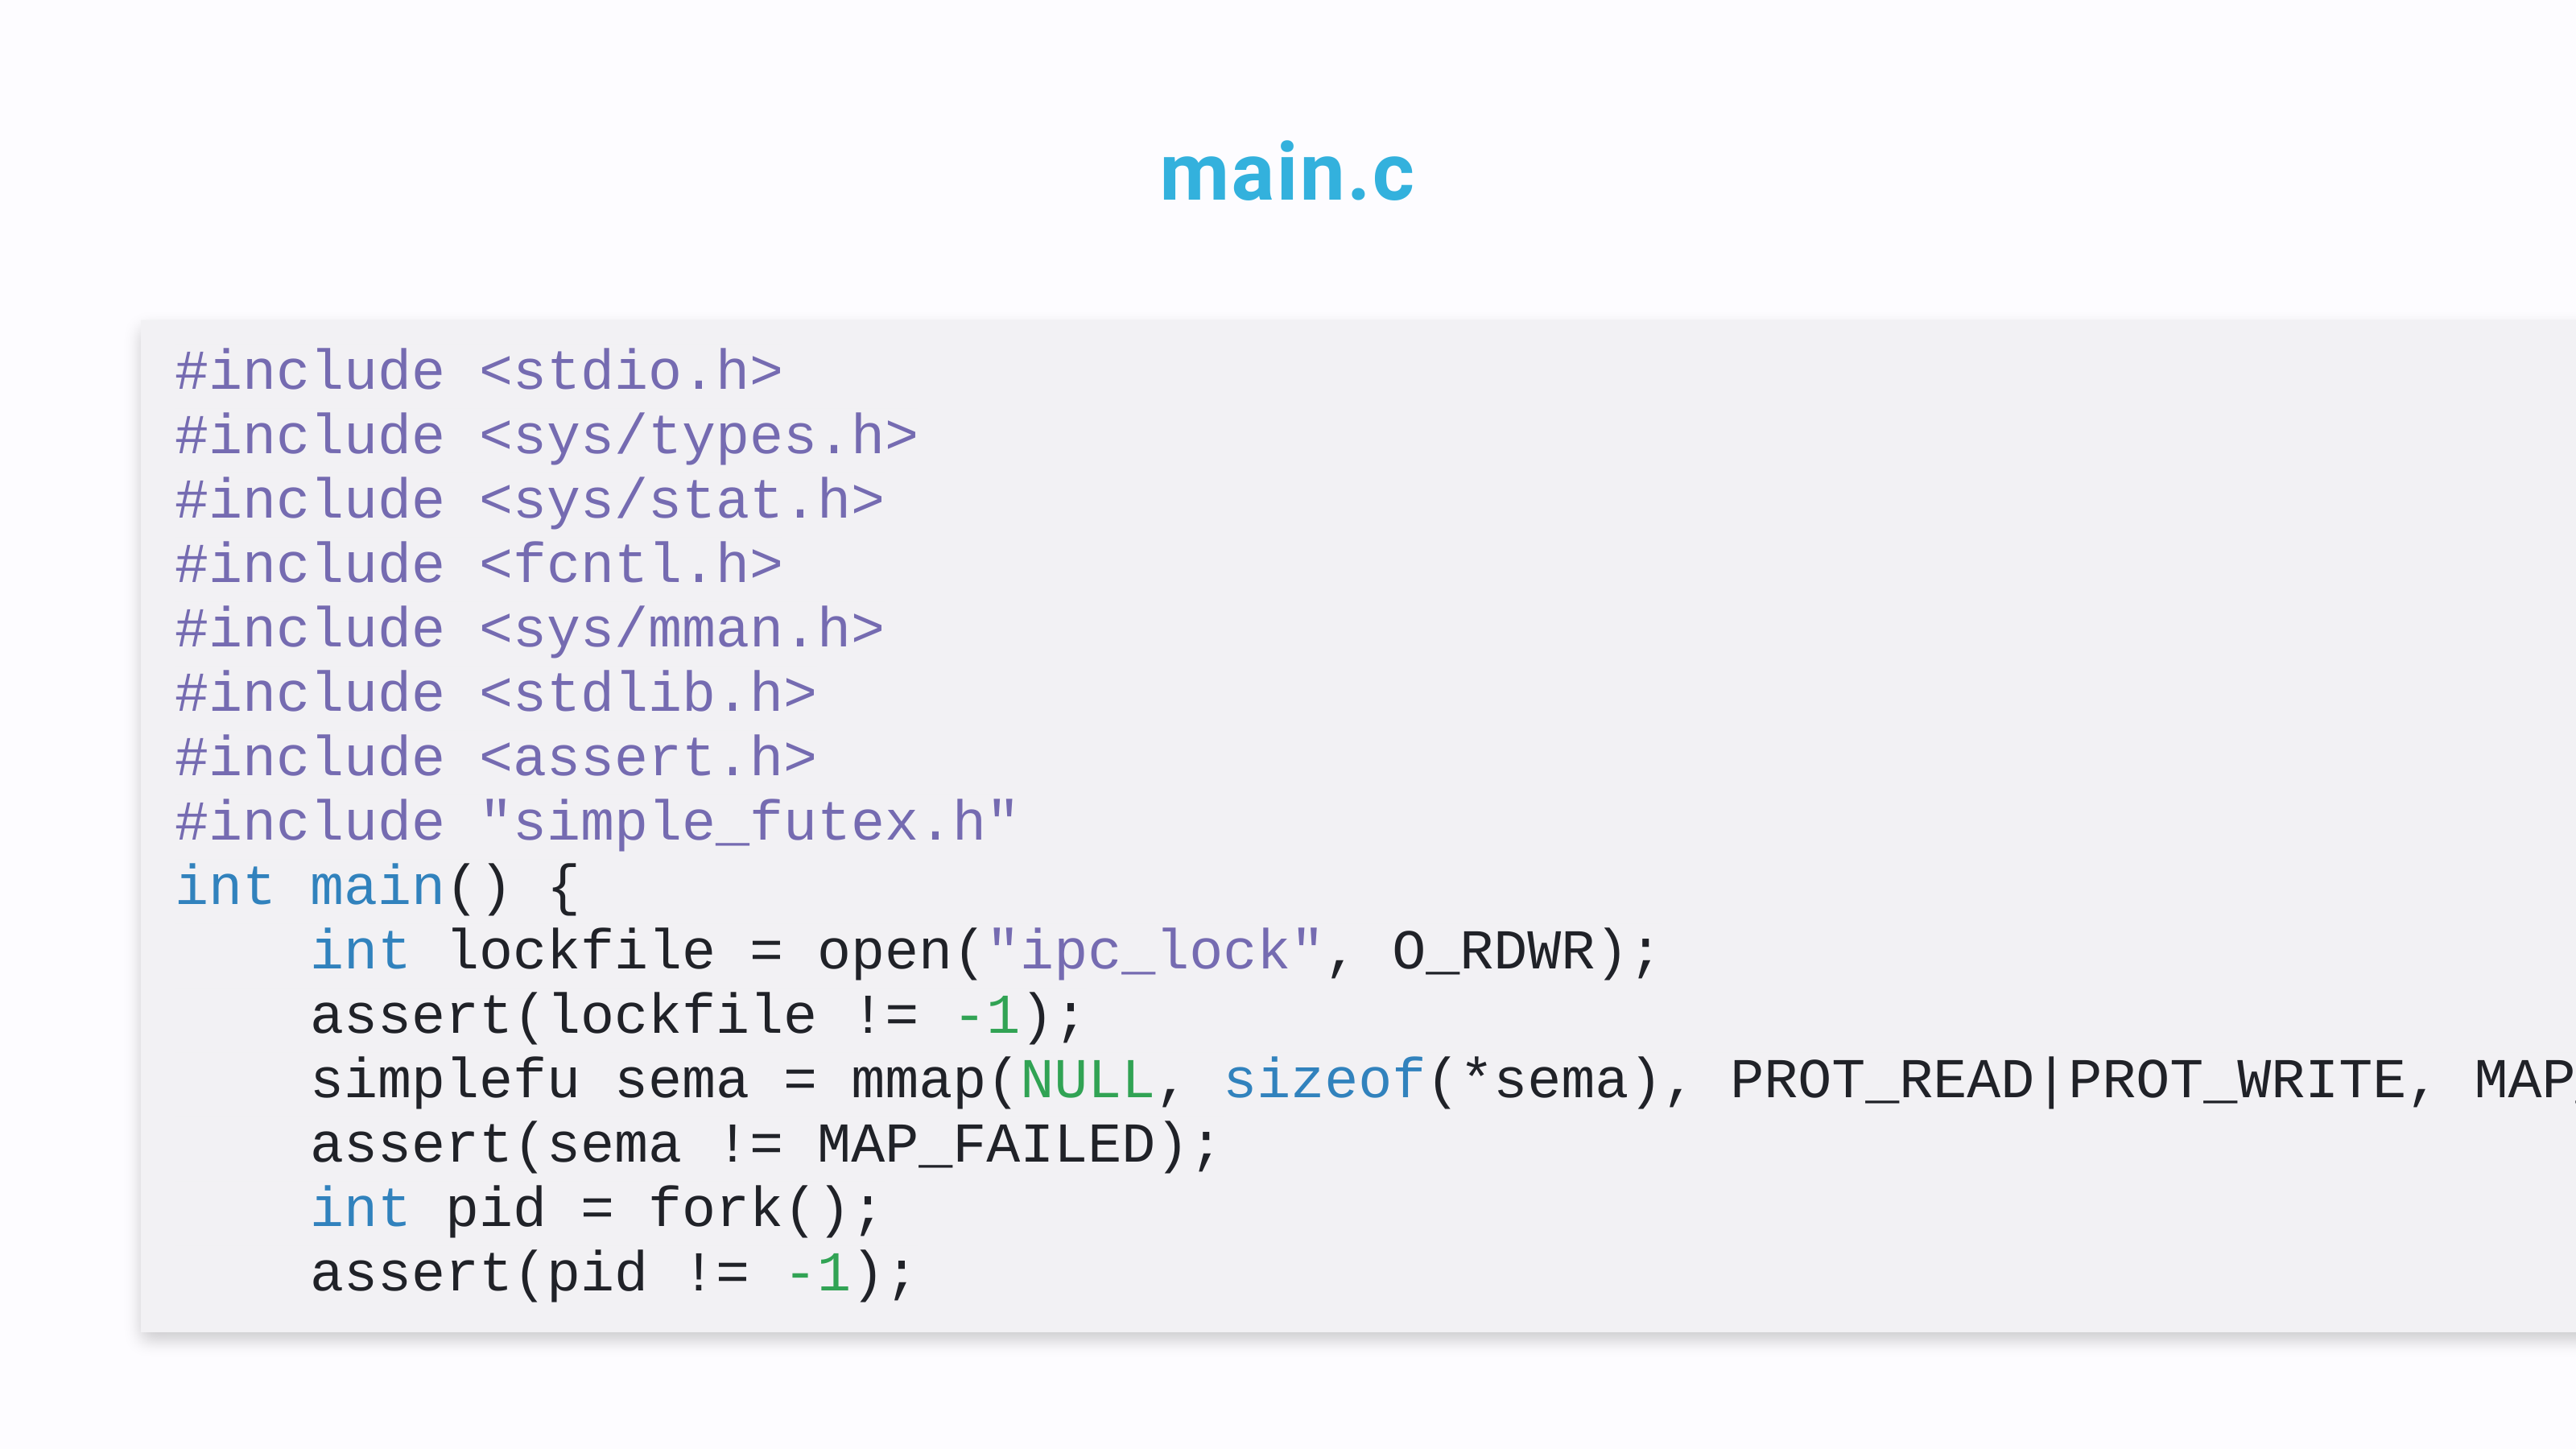 main.c
#include <stdio.h>
#include <sys/types.h>
#include <sys/stat.h>
#include <fcntl.h>
#include <sys/mman.h>
#include <stdlib.h>
#include <assert.h>
#include "simple_futex.h"
int main() {
    int lockfile = open("ipc_lock", O_RDWR);
    assert(lockfile != -1);
    simplefu sema = mmap(NULL, sizeof(*sema), PROT_READ|PROT_WRITE, MAP_
    assert(sema != MAP_FAILED);
    int pid = fork();
    assert(pid != -1);